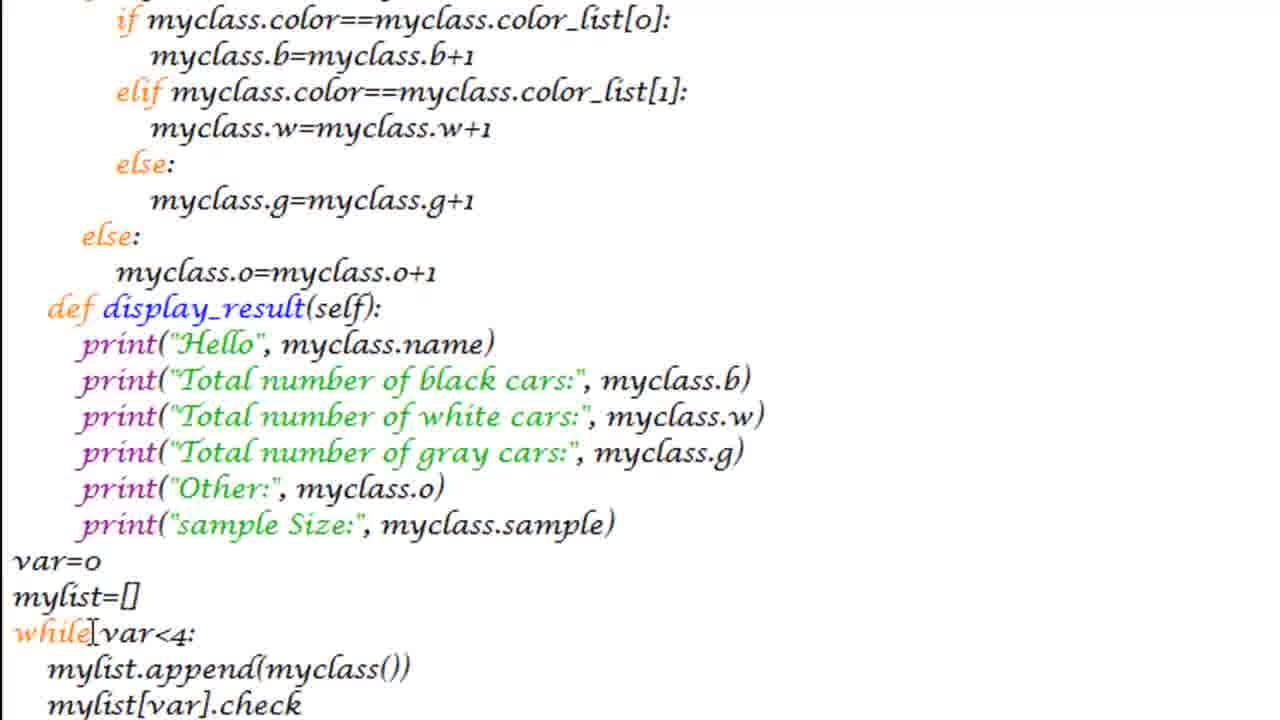 if myclass.color==myclass.color_list[0]:
myclass.b=myclass.b+1
elif myclass.color==myclass.color_list[1]:
myclass.w=myclass.w+1
else:
myclass.g=myclass.g+1
else:
myclass.o=myclass.o+1
def display_result(self):
print("Hello", myclass.name)
print("Total number of black cars:", myclass.b)
print("Total number of white cars:", myclass.w)
print("Total number of gray cars:", myclass.g)
print("Other:", myclass.o)
print("sample Size:", myclass.sample)
var=0
mylist=[]
while var<4:
mylist.append(myclass())
mylist[var].check